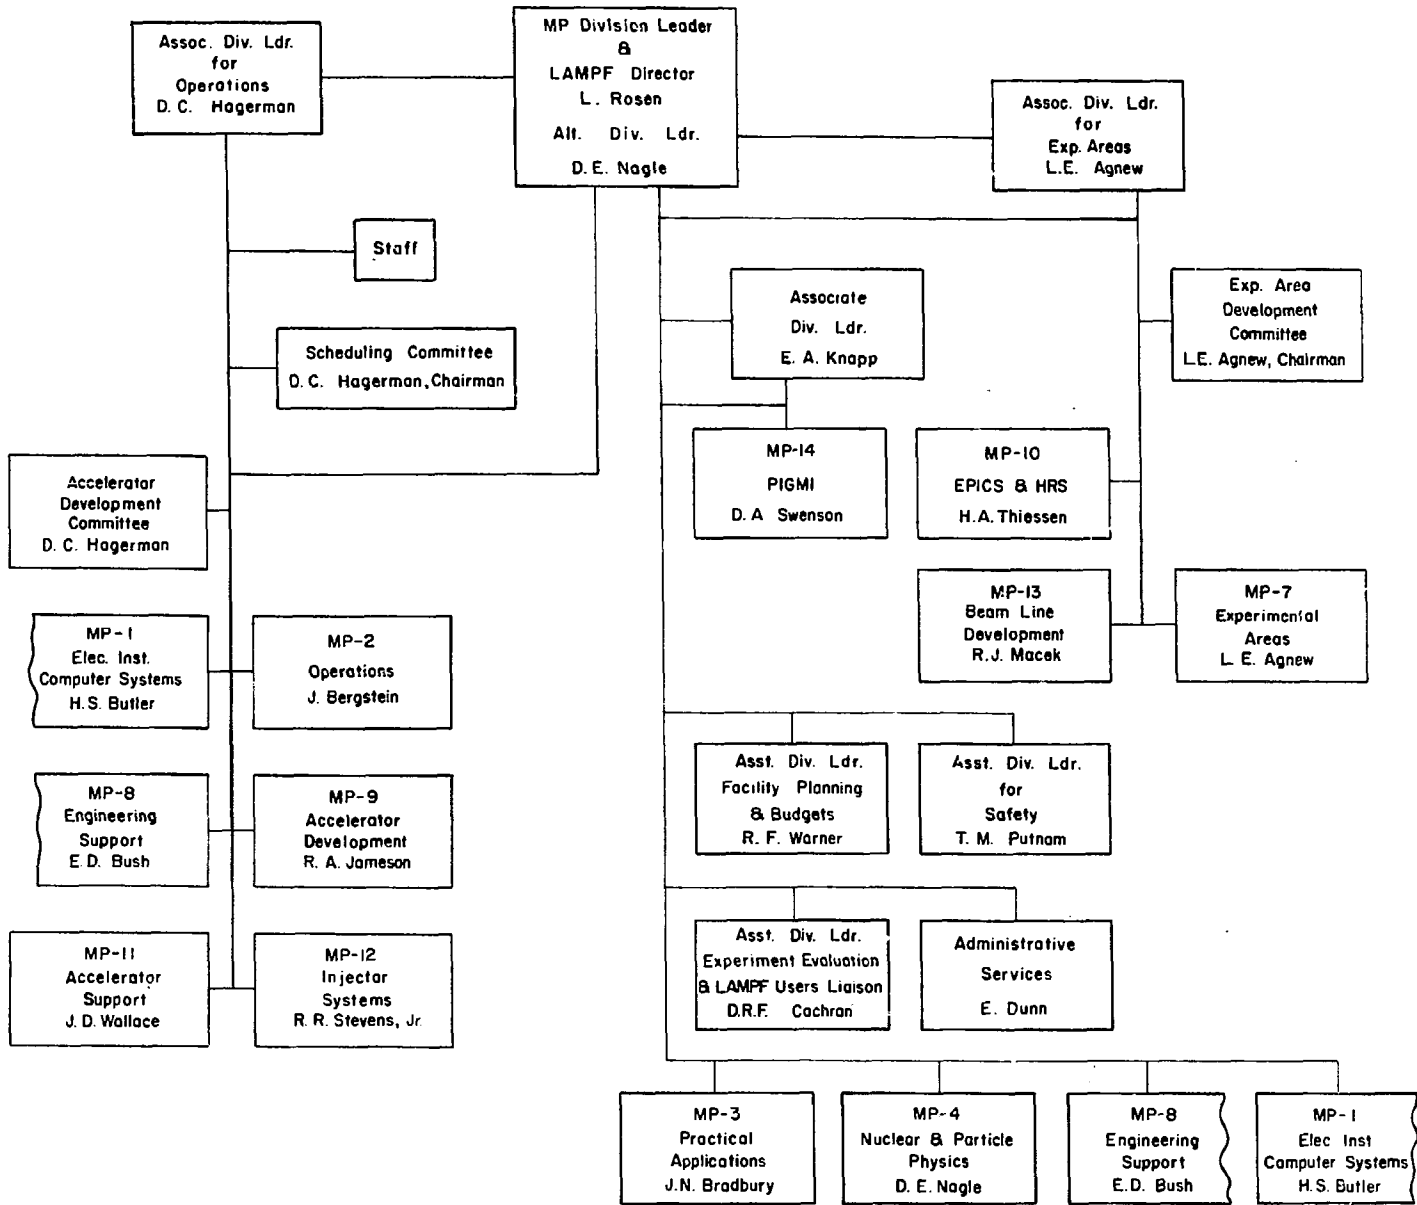 Assoc. Div. Ldr.
for
Operations
D. C. Hagerman
MP Division Leader
&
LAMPF Director
L. Rosen
Alt. Div. Ldr.
D. E. Nagle
Assoc. Div. Ldr.
for
Exp. Areas
L.E. Agnew
Staff
Scheduling Committee
D. C. Hagerman, Chairman
Associate
Div. Ldr.
E. A. Knapp
Exp. Area
Development
Committee
L.E. Agnew, Chairman
Accelerator
Development
Committee
D. C. Hagerman
MP-14
PIGMI
D. A Swenson
MP-10
EPICS & HRS
H.A. Thiessen
MP-1
Elec. Inst.
Computer Systems
H.S. Butler
MP-2
Operations
J. Bergstein
MP-13
Beam Line
Development
R.J. Macek
MP-7
Experimental
Areas
L. E. Agnew
MP-8
Engineering
Support
E. D. Bush
MP-9
Accelerator
Development
R. A. Jameson
Asst. Div. Ldr.
Facility Planning
& Budgets
R. F. Warner
Asst. Div. Ldr.
for
Safety
T. M. Putnam
MP-11
Accelerator
Support
J. D. Wallace
MP-12
Injector
Systems
R. R. Stevens, Jr.
Asst. Div. Ldr.
Experiment Evaluation
& LAMPF Users Liaison
D.R.F. Cochran
Administrative
Services
E. Dunn
MP-3
Practical
Applications
J.N. Bradbury
MP-4
Nuclear & Particle
Physics
D. E. Nagle
MP-8
Engineering
Support
E.D. Bush
MP-1
Elec Inst
Computer Systems
H.S. Butler